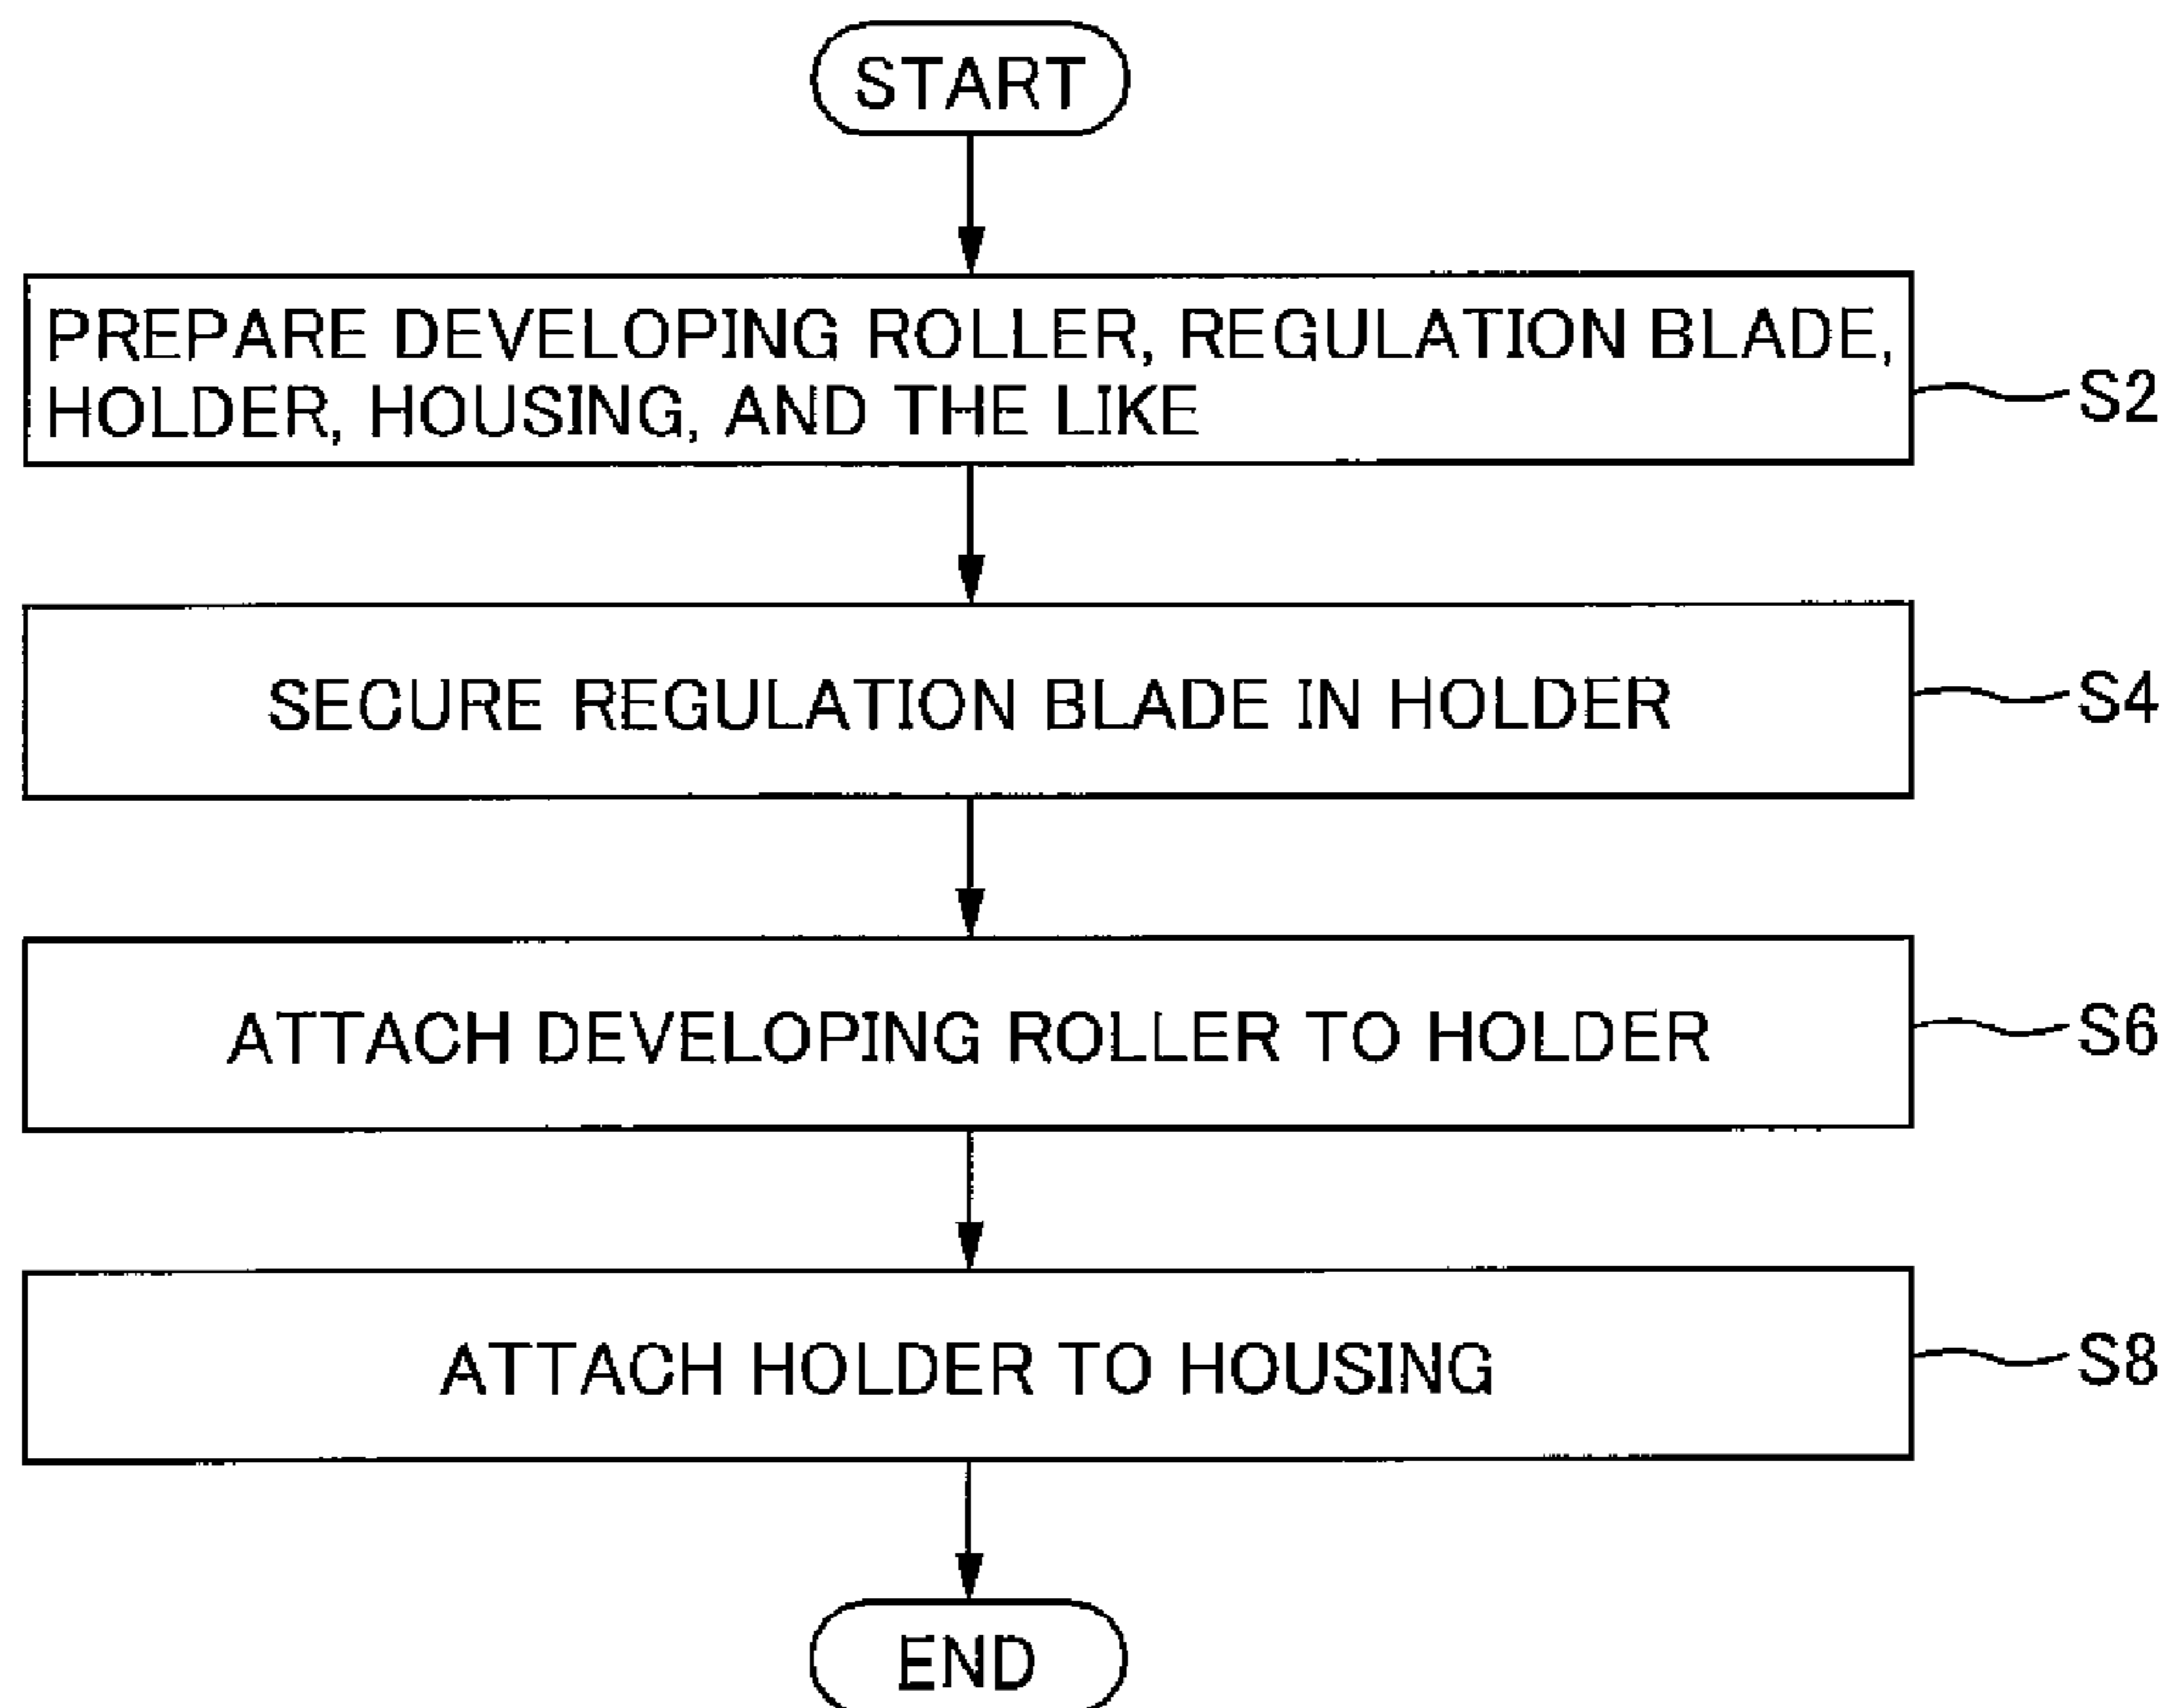 START
PREPARE DEVELOPING ROLLER, REGULATION BLADE,
HOLDER, HOUSING, AND THE LIKE
S2
SECURE REGULATION BLADE IN HOLDER
S4
ATTACH DEVELOPING ROLLER TO HOLDER
S6
ATTACH HOLDER TO HOUSING
S8
END